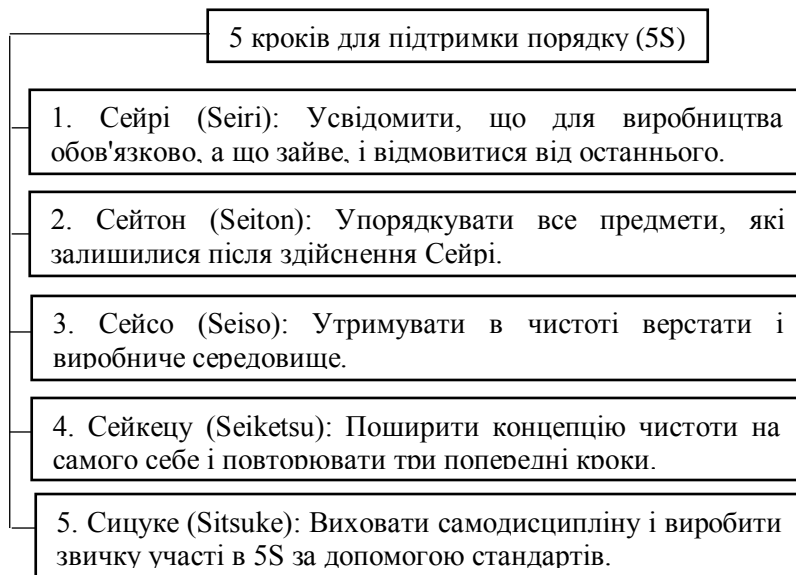 5 кроків для підтримки порядку (5S)
1. Сейрі (Seiri): Усвідомити, що для виробництва
обов'язково, а що зайве, і відмовитися від останнього.
2. Сейтон (Seiton): Упорядкувати все предмети, які
залишилися після здійснення Сейрі.
3. Сейсо (Seiso): Утримувати в чистоті верстати і
виробниче середовище.
4. Сейкецу (Seiketsu): Поширити концепцію чистоти на
самого себе і повторювати три попередні кроки.
5. Сицуке (Sitsuke): Виховати самодисципліну і виробити
звичку участі в 5S за допомогою стандартів.